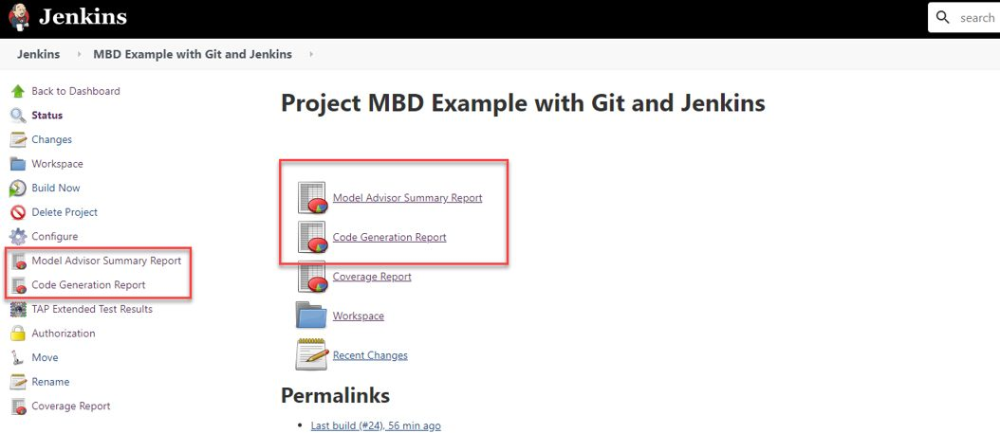 Jenkins
search
Jenkins MBD Example with Git and Jenkins
Back to Dashboard
Status
Changes
Workspace
Build Now
Delete Project
Configure
Model Advisor Summary Report
Code Generation Report
TAP Extended Test Results
Authorization
Move
Rename
Coverage Report
Project MBD Example with Git and Jenkins
Model Advisor Summary Report
Code Generation Report
Coverage Report
Workspace
Recent Changes
Permalinks
Last build (#24), 56 min ago